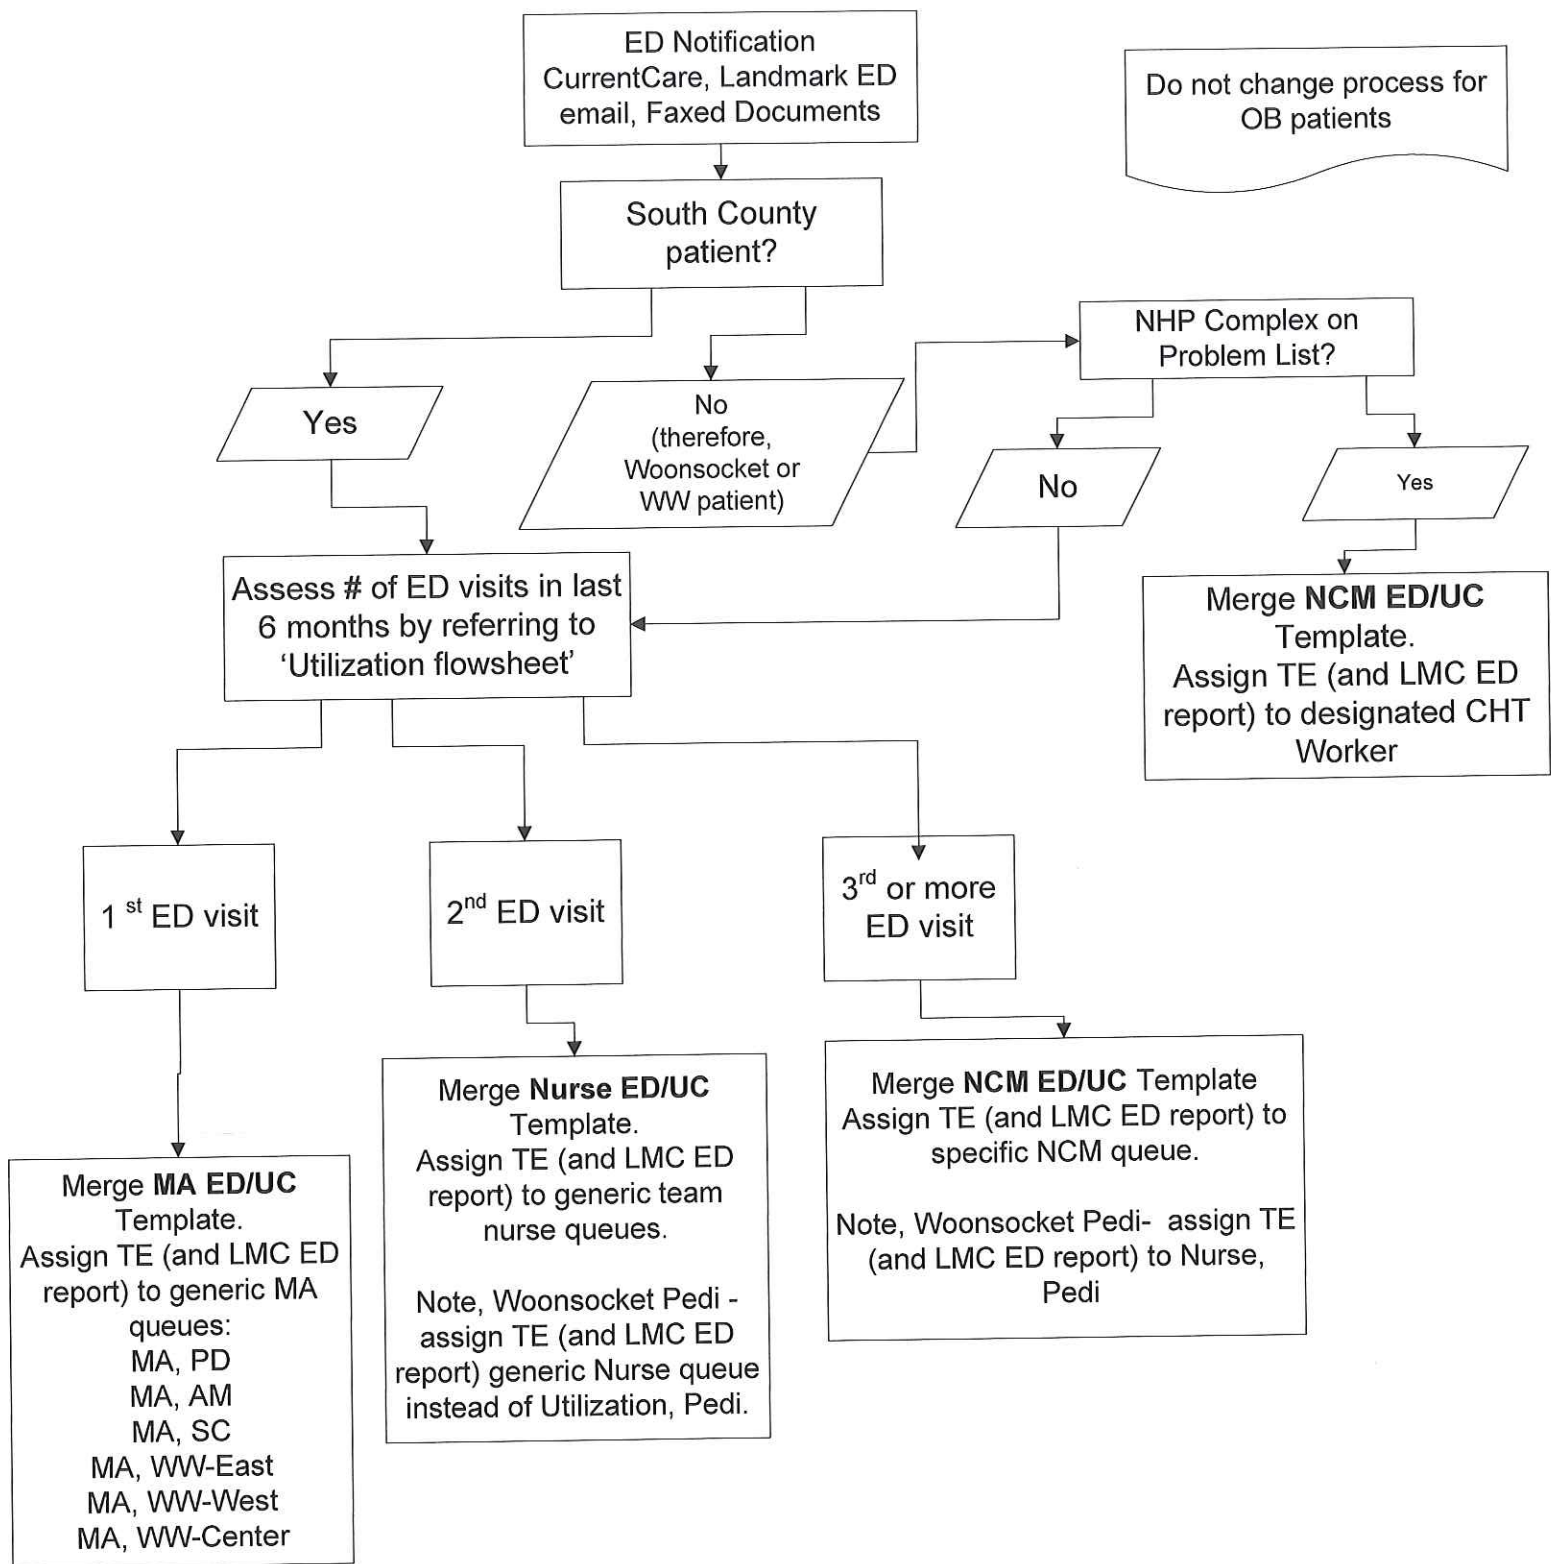 ED Notification
CurrentCare, Landmark ED
email, Faxed Documents
Do not change process for
OB patients
South County
patient?
NHP Complex on
Problem List?
Yes
No
(therefore,
Woonsocket or
WW patient)
No
Yes
Assess # of ED visits in last
6 months by referring to
‘Utilization flowsheet’
Merge NCM ED/UC
Template.
Assign TE (and LMC ED
report) to designated CHT
Worker
1 st ED visit
2nd ED visit
3rd or more
ED visit
Merge MA ED/UC
Template.
Assign TE (and LMC ED
report) to generic MA
queues:
MA, PD
MA, AM
MA, SC
MA, WW-East
MA, WW-West
MA, WW-Center
Merge Nurse ED/UC
Template.
Assign TE (and LMC ED
report) to generic team
nurse queues.
Note, Woonsocket Pedi -
assign TE (and LMC ED
report) generic Nurse queue
instead of Utilization, Pedi.
Merge NCM ED/UC Template
Assign TE (and LMC ED report) to
specific NCM queue.
Note, Woonsocket Pedi- assign TE
(and LMC ED report) to Nurse,
Pedi